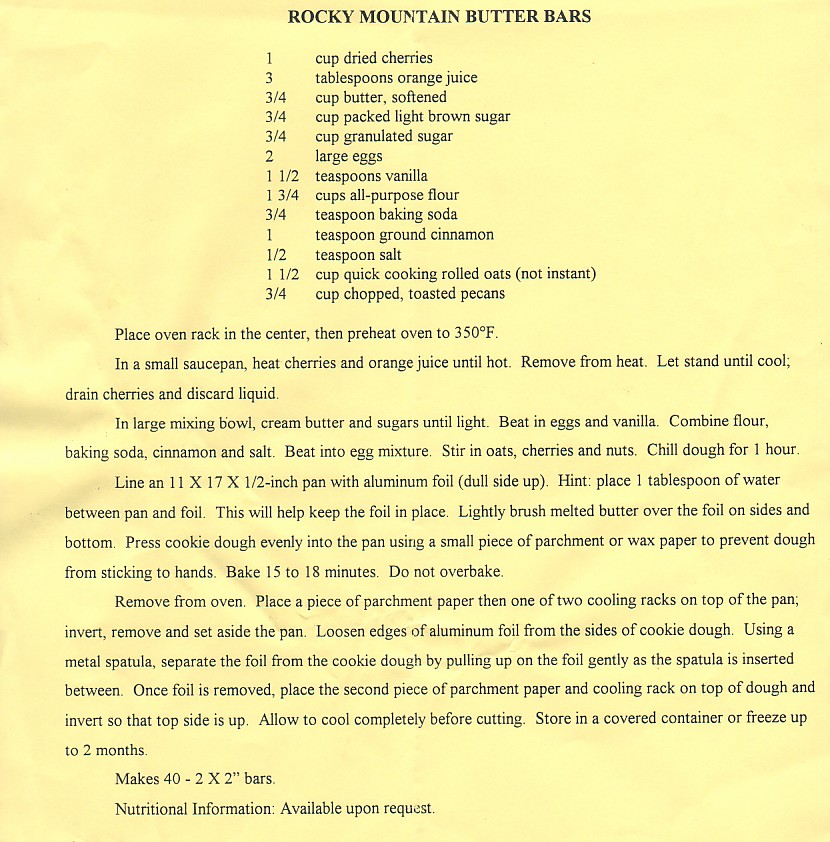 ROCKY MOUNTAIN BUTTER BARS
1 cup dried cherries
3 tablespoons orange juice
3/4 cup butter, softened
3/4 cup packed light brown sugar
3/4 cup granulated sugar
2 large eggs
1 1/2 teaspoons vanilla
1 3/4 cups all-purpose flour
3/4 teaspoon baking soda
1 teaspoon ground cinnamon
1/2 teaspoon salt
1 1/2 cup quick cooking rolled oats (not instant)
3/4 cup chopped, toasted pecans
Place oven rack in the center, then preheat oven to 350°F.
In a small saucepan, heat cherries and orange juice until hot. Remove from heat. Let stand until cool;
drain cherries and discard liquid.
In large mixing bowl, cream butter and sugars until light. Beat in eggs and vanilla. Combine flour,
baking soda, cinnamon and salt. Beat into egg mixture. Stir in oats, cherries and nuts. Chill dough for 1 hour.
Line an 11 X 17 X 1/2-inch pan with aluminum foil (dull side up). Hint: place 1 tablespoon of water
between pan and foil. This will help keep the foil in place. Lightly brush melted butter over the foil on sides and
bottom. Press cookie dough evenly into the pan using a small piece of parchment or wax paper to prevent dough
from sticking to hands. Bake 15 to 18 minutes. Do not overbake.
Remove from oven. Place a piece of parchment paper then one of two cooling racks on top of the pan;
invert, remove and set aside the pan. Loosen edges of aluminum foil from the sides of cookie dough. Using a
metal spatula, separate the foil from the cookie dough by pulling up on the foil gently as the spatula is inserted
between. Once foil is removed, place the second piece of parchment paper and cooling rack on top of dough and
invert so that top side is up. Allow to cool completely before cutting. Store in a covered container or freeze up
to 2 months.
Makes 40 - 2 X 2” bars.
Nutritional Information: Available upon request.